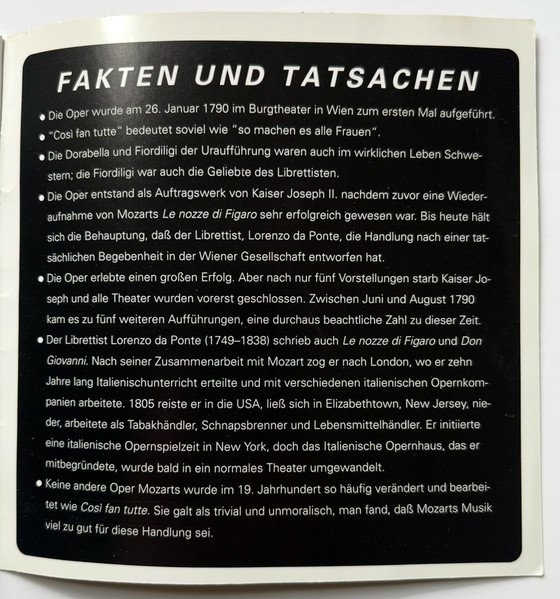 FAKTEN UND TATSACHEN
● Die Oper wurde am 26. Januar 1790 im Burgtheater in Wien zum ersten Mal aufgeführt.
● "Così fan tutte" bedeutet soviel wie "so machen es alle Frauen".
● Die Dorabella und Fiordiligi der Uraufführung waren auch im wirklichen Leben Schwe-
stern; die Fiordiligi war auch die Geliebte des Librettisten.
● Die Oper entstand als Auftragswerk von Kaiser Joseph II. nachdem zuvor eine Wieder-
aufnahme von Mozarts Le nozze di Figaro sehr erfolgreich gewesen war. Bis heute hält
sich die Behauptung, daß der Librettist, Lorenzo da Ponte, die Handlung nach einer tat-
sächlichen Begebenheit in der Wiener Gesellschaft entworfen hat.
● Die Oper erlebte einen großen Erfolg. Aber nach nur fünf Vorstellungen starb Kaiser Jo-
seph und alle Theater wurden vorerst geschlossen. Zwischen Juni und August 1790
kam es zu fünf weiteren Aufführungen, eine durchaus beachtliche Zahl zu dieser Zeit.
● Der Librettist Lorenzo da Ponte (1749–1838) schrieb auch Le nozze di Figaro und Don
Giovanni. Nach seiner Zusammenarbeit mit Mozart zog er nach London, wo er zehn
Jahre lang Italienischunterricht erteilte und mit verschiedenen italienischen Opernkom-
panien arbeitete. 1805 reiste er in die USA, ließ sich in Elizabethtown, New Jersey, nie-
der, arbeitete als Tabakhändler, Schnapsbrenner und Lebensmittelhändler. Er initiierte
eine italienische Opernspielzeit in New York, doch das Italienische Opernhaus, das er
mitbegründete, wurde bald in ein normales Theater umgewandelt.
● Keine andere Oper Mozarts wurde im 19. Jahrhundert so häufig verändert und bearbei-
tet wie Così fan tutte. Sie galt als trivial und unmoralisch, man fand, daß Mozarts Musik
viel zu gut für diese Handlung sei.